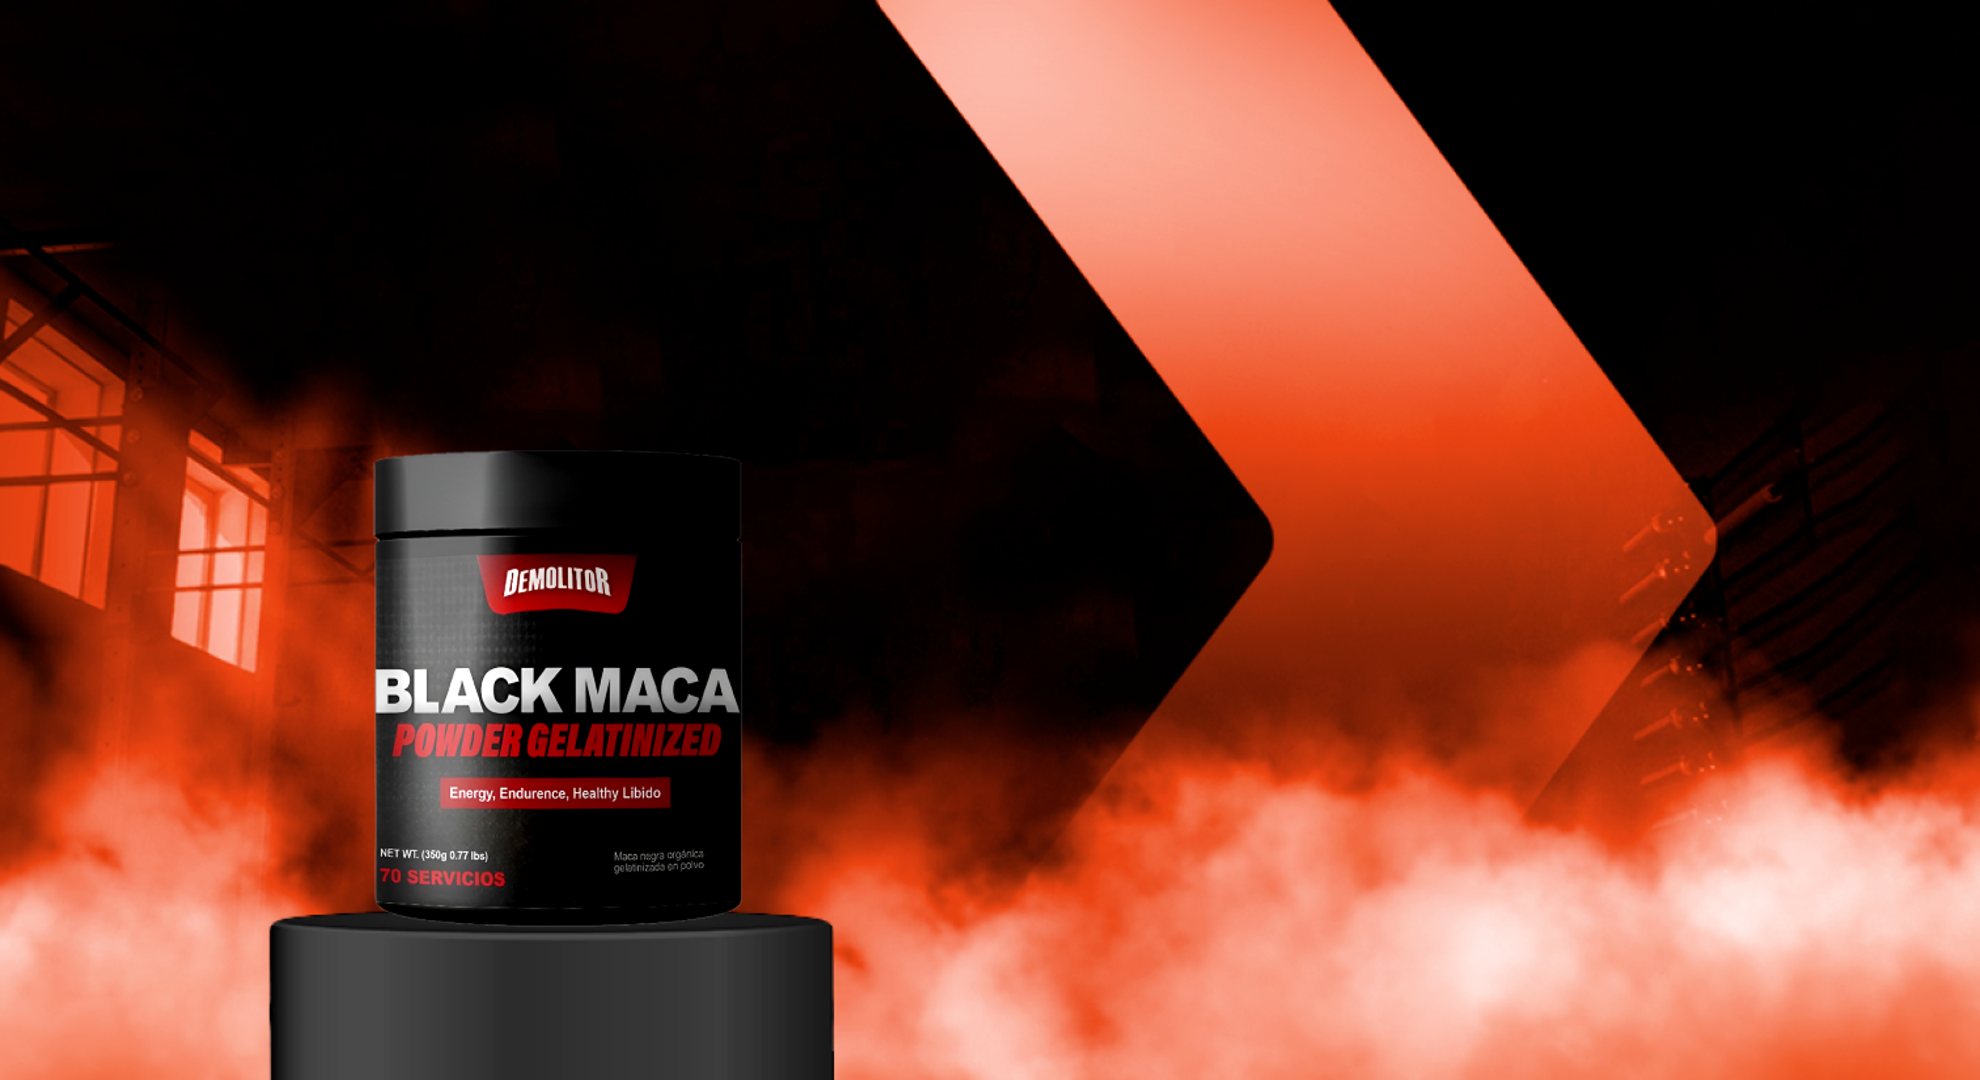 DEMOLITOR
BLACK MACA
POWDER GELATINIZED
Energy, Endurence, Healthy Libido
NET WT. (350g 0.77 lbs)
70 SERVICIOS
Maca nagra orgánica
gelatinizada en polvo